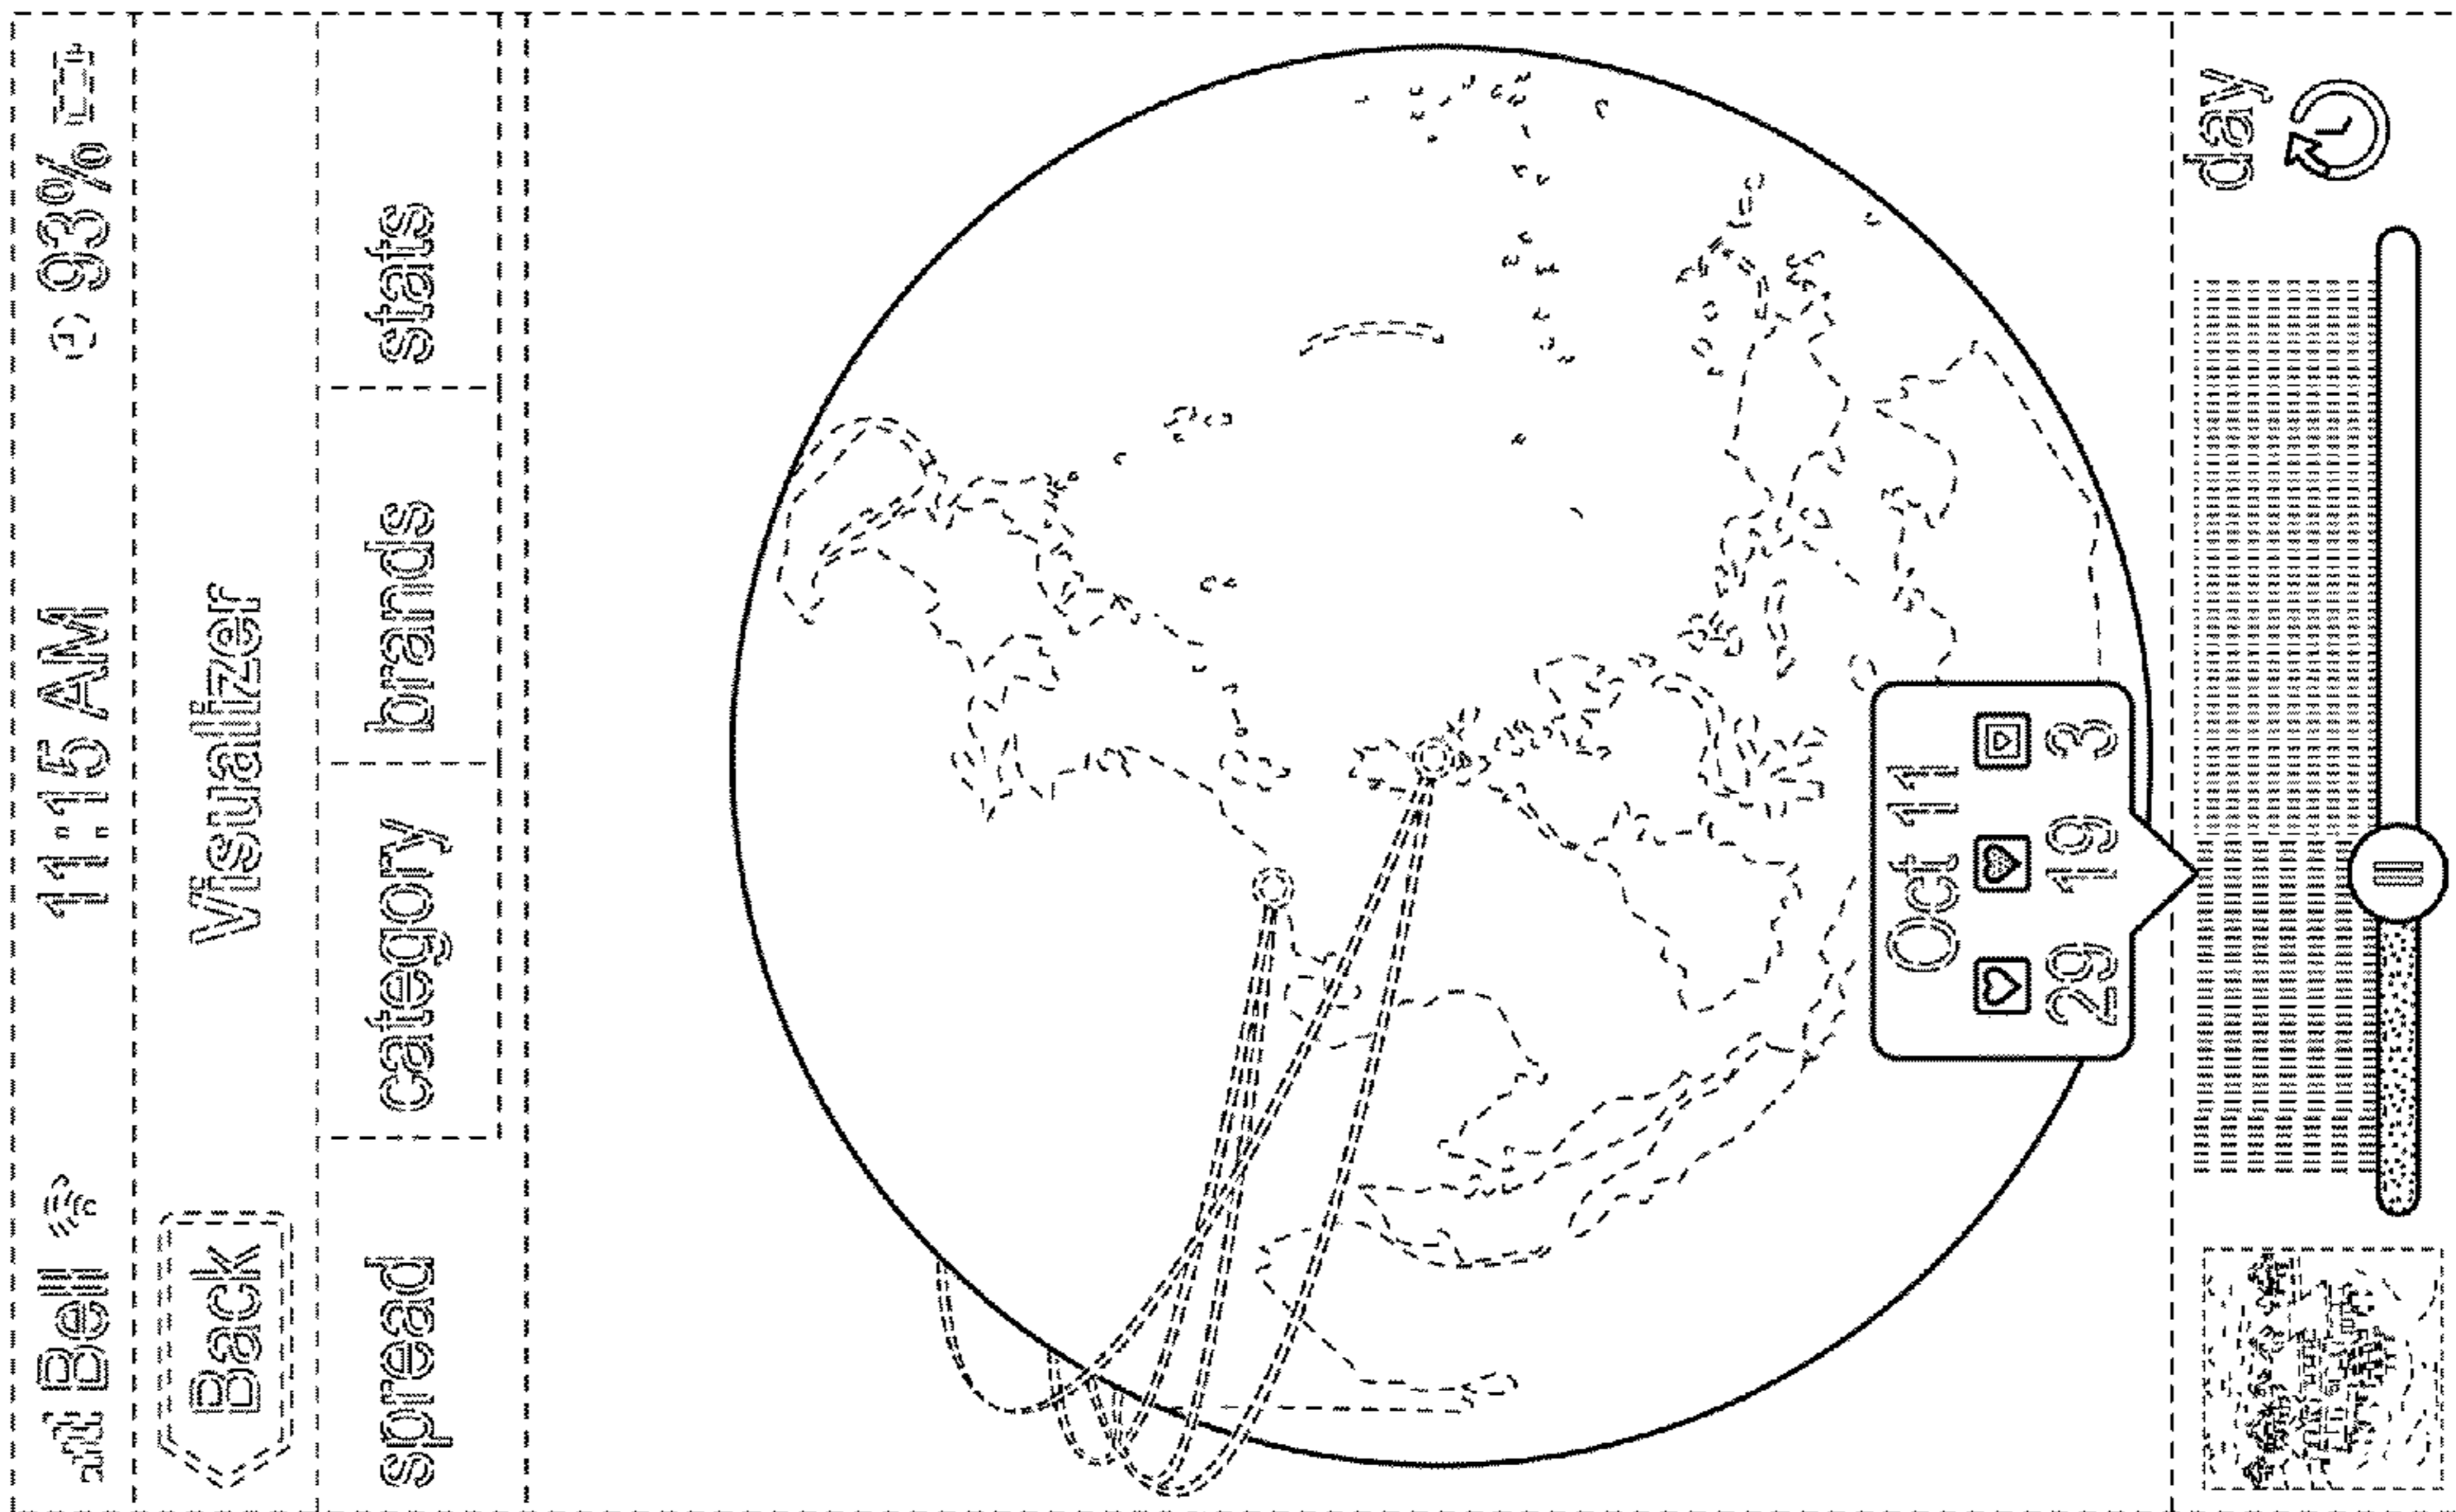 Bell 11:15 AM 93%
Back Visualizer
spread category brands stats
Oct 11
29 19 3
day